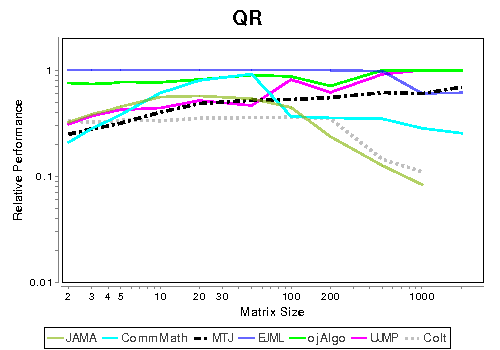 QR
Relative Performance
1
0.1
0.01
2 3 4 5 10 20 30 100 200 1000
Matrix Size
JAMA CommMath MTJ EJML ojAlgo UJMP Colt